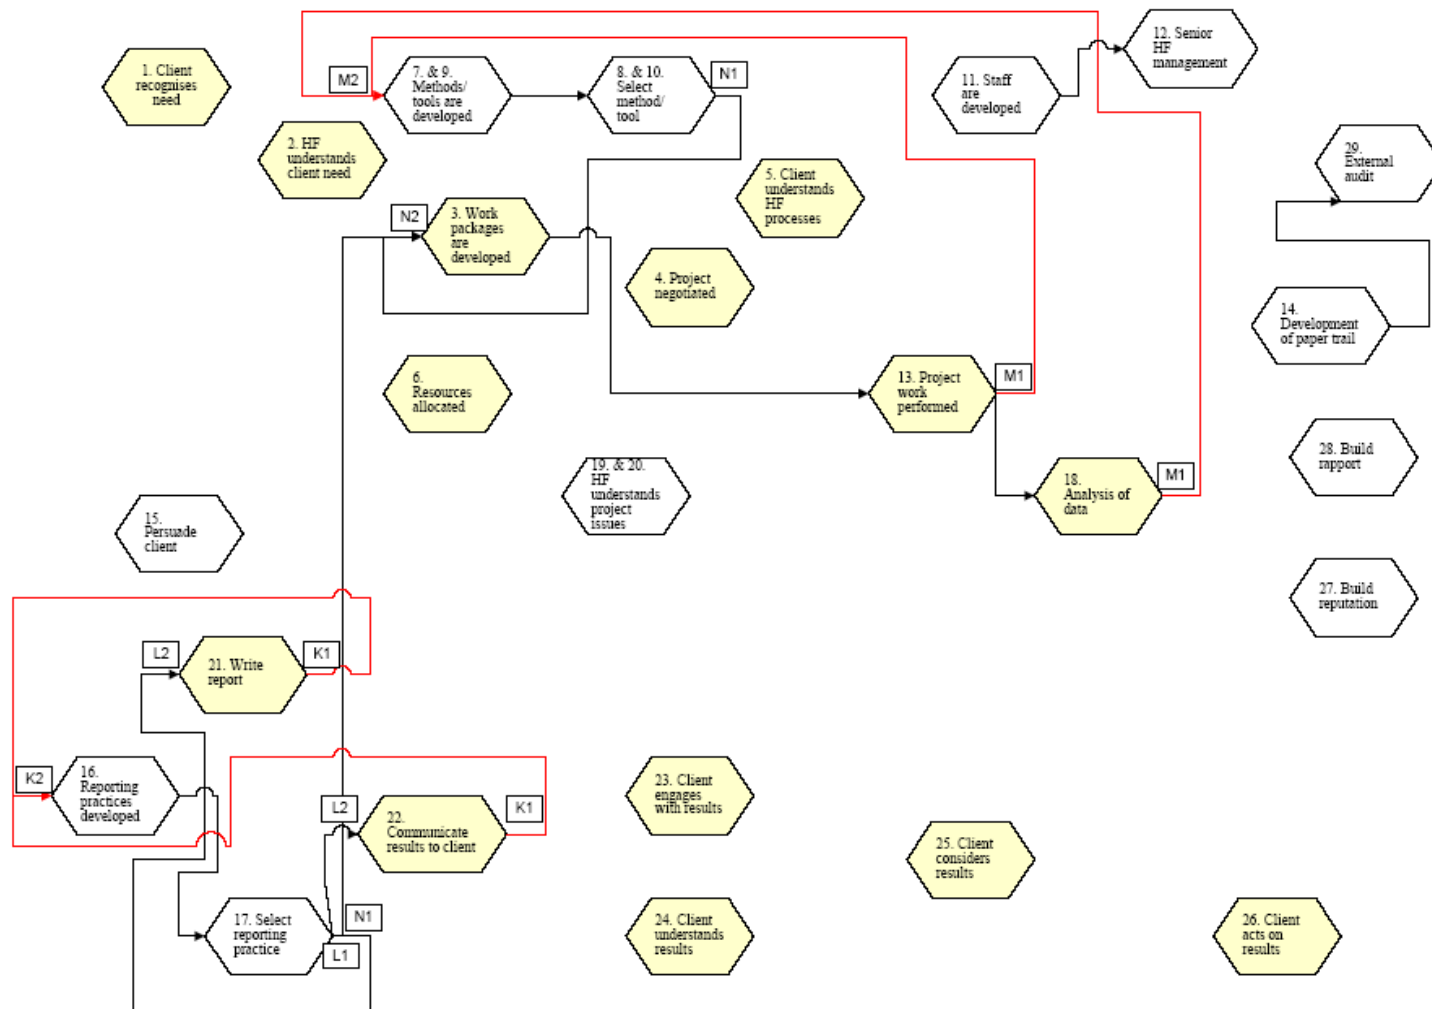 1. Client
recognises
need
M2
7. & 9.
Methods/
tools are
developed
8. & 10.
Select
method/
tool
N1
11. Staff
are
developed
12. Senior
HF
management
2. HF
understands
client need
5. Client
understands
HF
processes
29.
External
audit
N2
3. Work
packages
are
developed
4. Project
negotiated
14.
Development
of paper trail
6.
Resources
allocated
13. Project
work
performed
M1
28. Build
rapport
19. & 20.
HF
understands
project
issues
18.
Analysis of
data
M1
15.
Persuade
client
27. Build
reputation
L2
21. Write
report
K1
K2
16.
Reporting
practices
developed
L2
22.
Communicate
results to client
K1
23. Client
engages
with results
25. Client
considers
results
17. Select
reporting
practice
N1
L1
24. Client
understands
results
26. Client
acts on
results